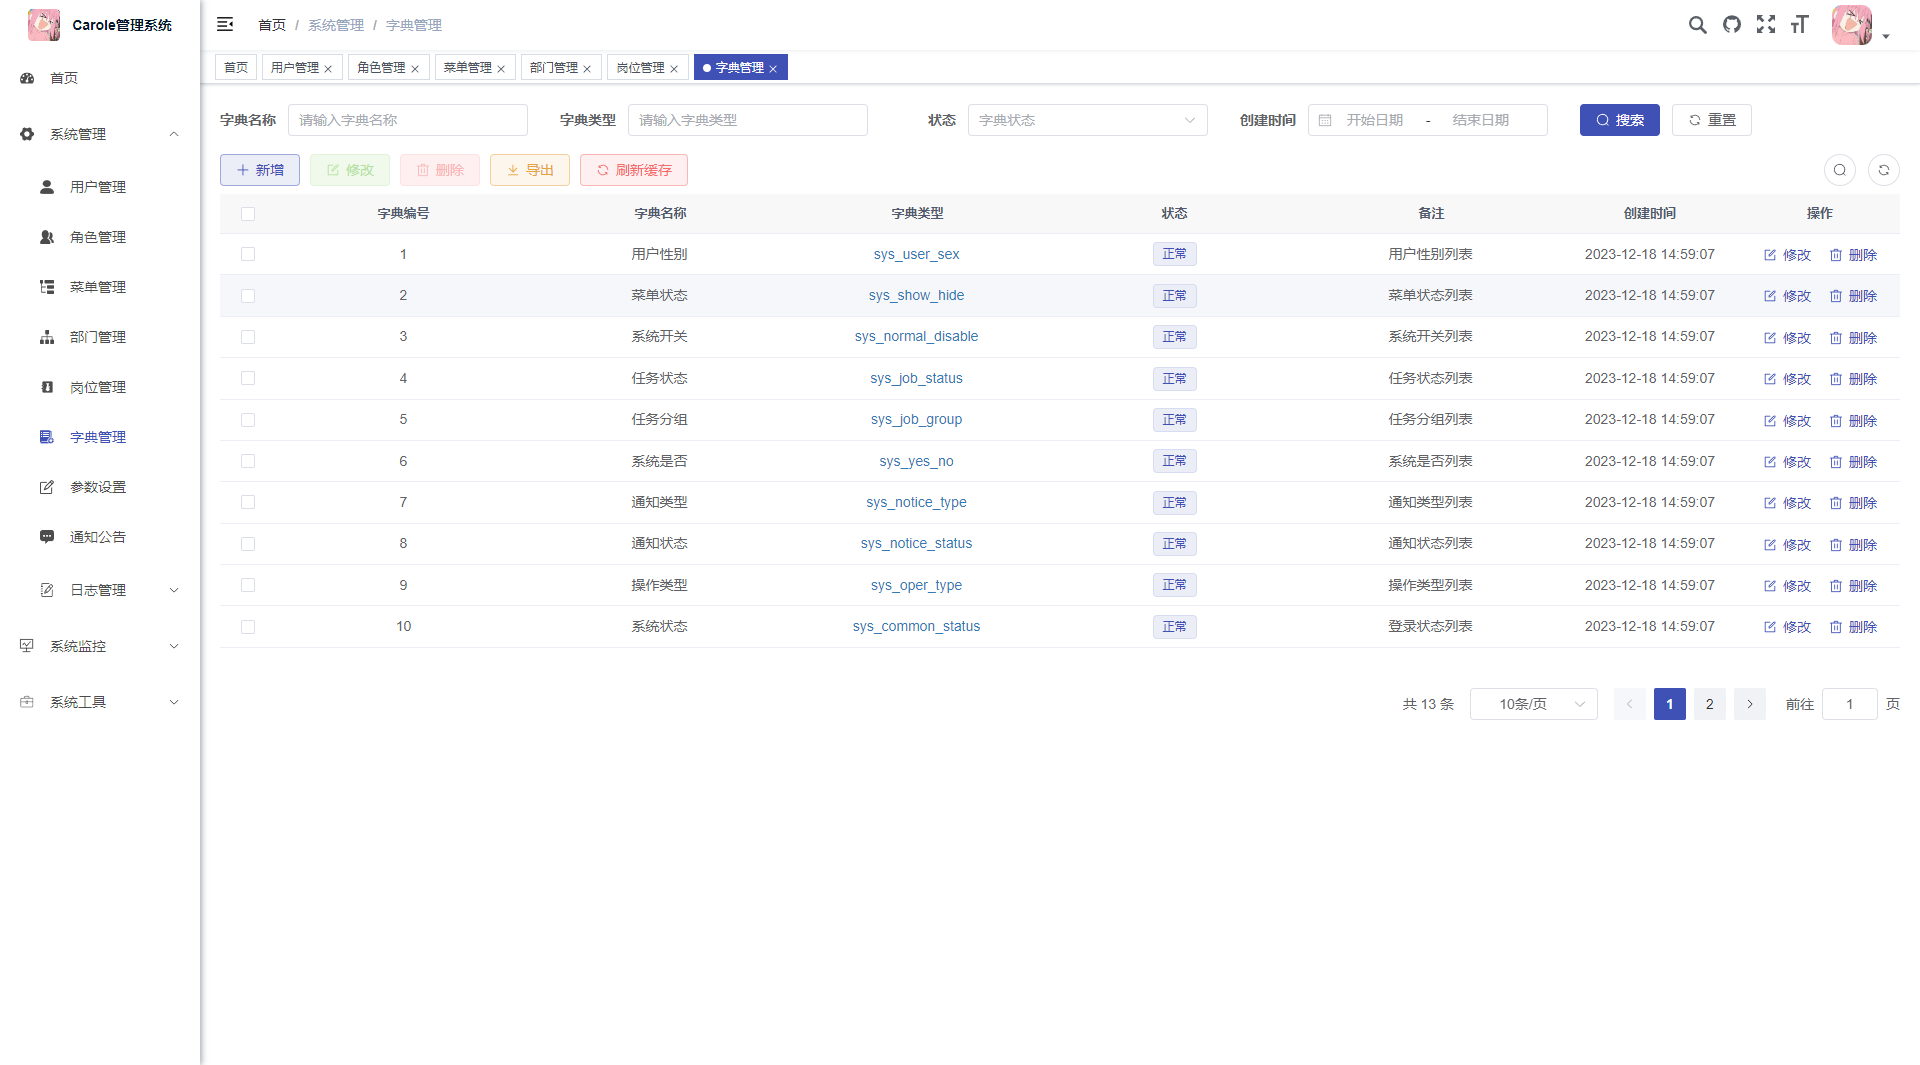 Carole管理系统
首页 / 系统管理 / 字典管理
首页
系统管理
用户管理
角色管理
菜单管理
部门管理
岗位管理
字典管理
参数设置
通知公告
日志管理
系统监控
系统工具
首页 用户管理 角色管理 菜单管理 部门管理 岗位管理 字典管理
字典名称 请输入字典名称 字典类型 请输入字典类型 状态 字典状态 创建时间 开始日期 - 结束日期 搜索 重置
新增 修改 删除 导出 刷新缓存
字典编号 字典名称 字典类型 状态 备注 创建时间 操作
1 用户性别 sys_user_sex 正常 用户性别列表 2023-12-18 14:59:07 修改 删除
2 菜单状态 sys_show_hide 正常 菜单状态列表 2023-12-18 14:59:07 修改 删除
3 系统开关 sys_normal_disable 正常 系统开关列表 2023-12-18 14:59:07 修改 删除
4 任务状态 sys_job_status 正常 任务状态列表 2023-12-18 14:59:07 修改 删除
5 任务分组 sys_job_group 正常 任务分组列表 2023-12-18 14:59:07 修改 删除
6 系统是否 sys_yes_no 正常 系统是否列表 2023-12-18 14:59:07 修改 删除
7 通知类型 sys_notice_type 正常 通知类型列表 2023-12-18 14:59:07 修改 删除
8 通知状态 sys_notice_status 正常 通知状态列表 2023-12-18 14:59:07 修改 删除
9 操作类型 sys_oper_type 正常 操作类型列表 2023-12-18 14:59:07 修改 删除
10 系统状态 sys_common_status 正常 登录状态列表 2023-12-18 14:59:07 修改 删除
共 13 条 10条/页 1 2 前往 1 页